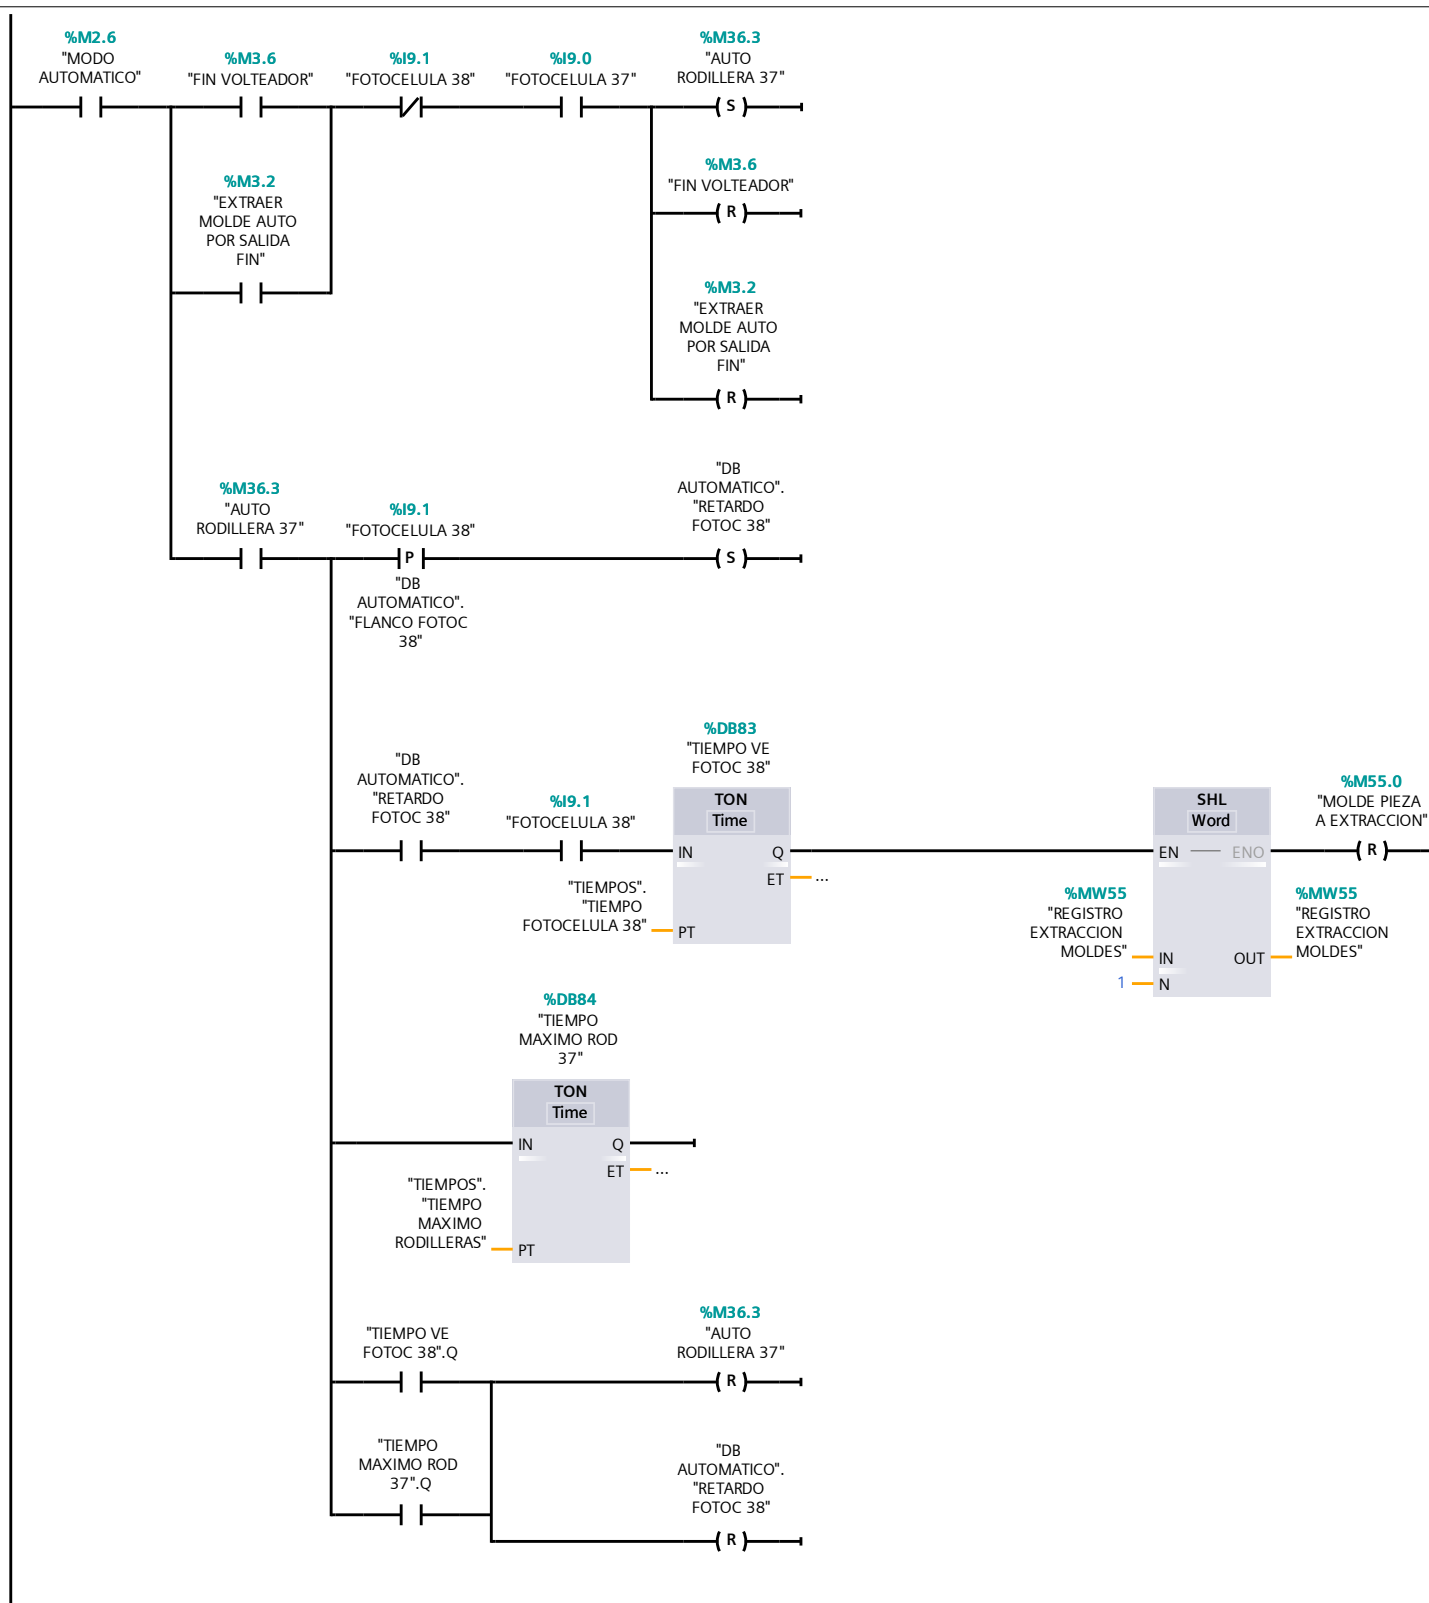 %M2.6
"MODO
AUTOMATICO"
%M3.6
"FIN VOLTEADOR"
%I9.1
"FOTOCELULA 38"
%I9.0
"FOTOCELULA 37"
%M36.3
"AUTO
RODILLERA 37"
S
%M3.2
"EXTRAER
MOLDE AUTO
POR SALIDA
FIN"
%M3.6
"FIN VOLTEADOR"
R
%M3.2
"EXTRAER
MOLDE AUTO
POR SALIDA
FIN"
R
%M36.3
"AUTO
RODILLERA 37"
%I9.1
"FOTOCELULA 38"
P
"DB
AUTOMATICO".
"FLANCO FOTOC
38"
"DB
AUTOMATICO".
"RETARDO
FOTOC 38"
S
"DB
AUTOMATICO".
"RETARDO
FOTOC 38"
%I9.1
"FOTOCELULA 38"
%DB83
"TIEMPO VE
FOTOC 38"
TON
Time
IN Q
ET ...
"TIEMPOS".
"TIEMPO
FOTOCELULA 38"
PT
SHL
Word
EN ENO
%MW55
"REGISTRO
EXTRACCION
MOLDES"
IN OUT
1 N
%MW55
"REGISTRO
EXTRACCION
MOLDES"
%M55.0
"MOLDE PIEZA
A EXTRACCION"
R
%DB84
"TIEMPO
MAXIMO ROD
37"
TON
Time
IN Q
ET ...
"TIEMPOS".
"TIEMPO
MAXIMO
RODILLERAS"
PT
"TIEMPO VE
FOTOC 38".Q
%M36.3
"AUTO
RODILLERA 37"
R
"TIEMPO
MAXIMO ROD
37".Q
"DB
AUTOMATICO".
"RETARDO
FOTOC 38"
R